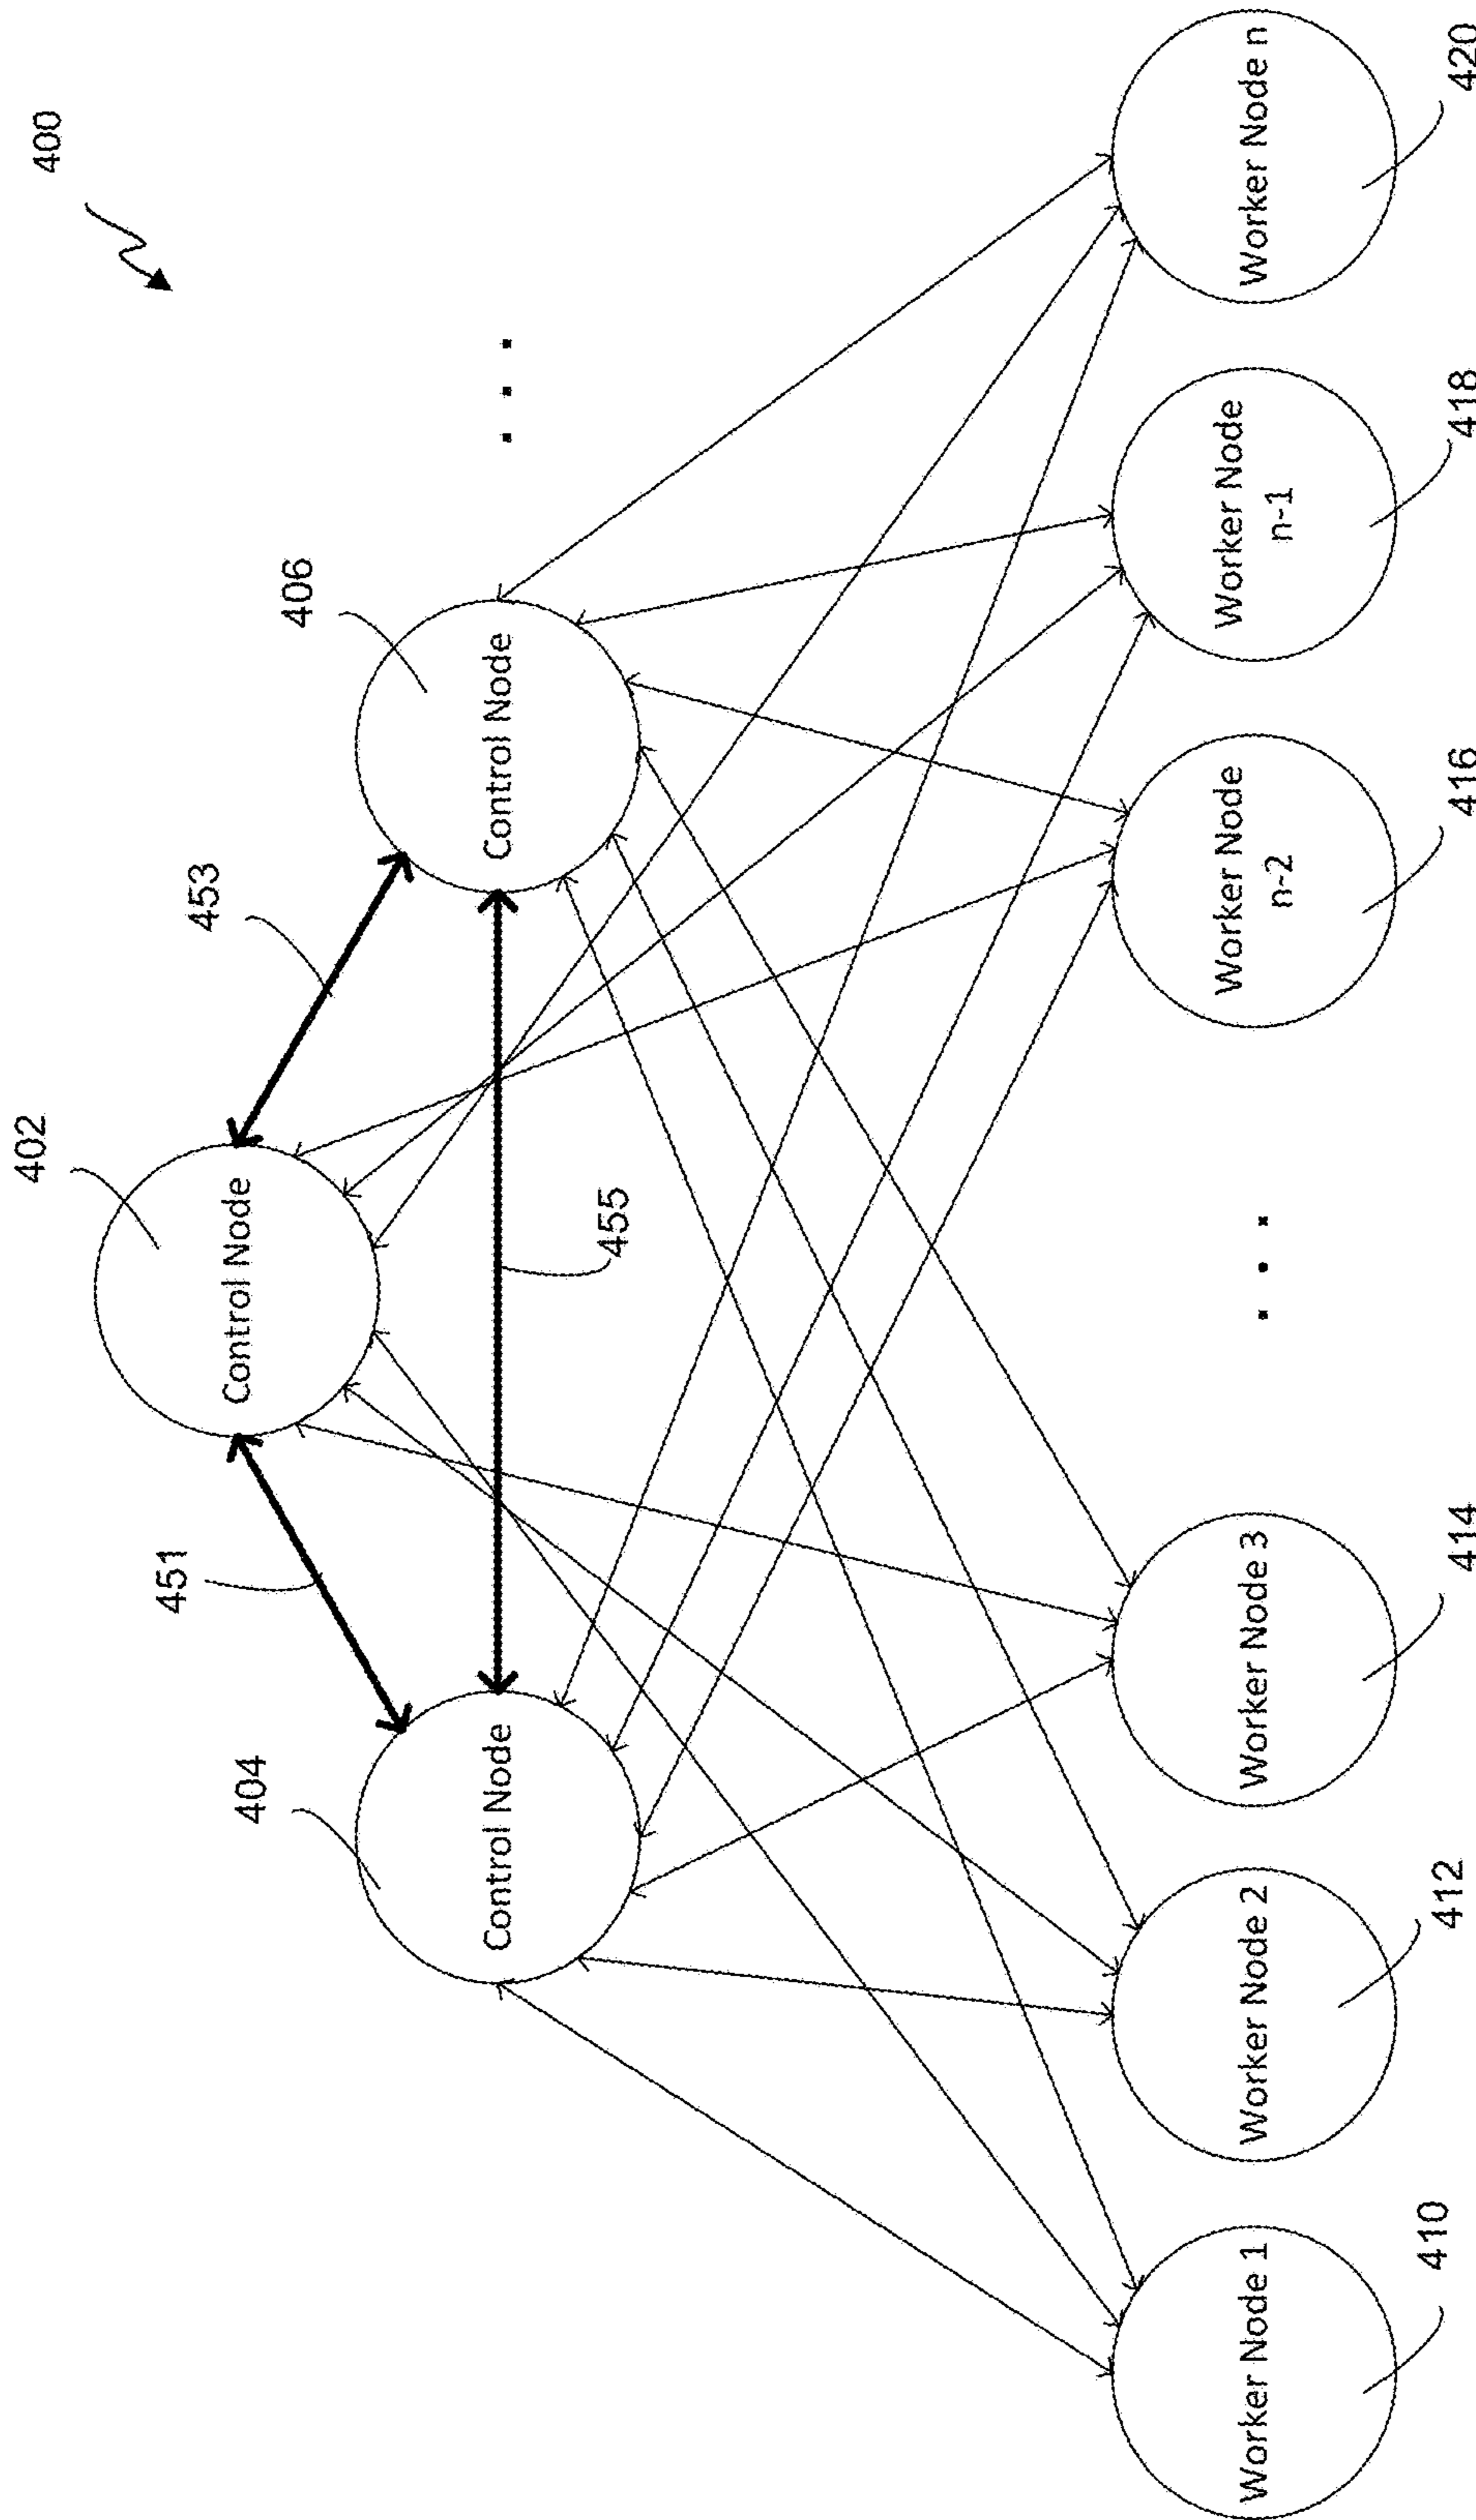 400
402
451
453
404
406
Control Node
Control Node
Control Node
455
Worker Node 1
Worker Node 2
Worker Node 3
Worker Node
n-2
Worker Node
n-1
Worker Node n
410
412
414
416
418
420